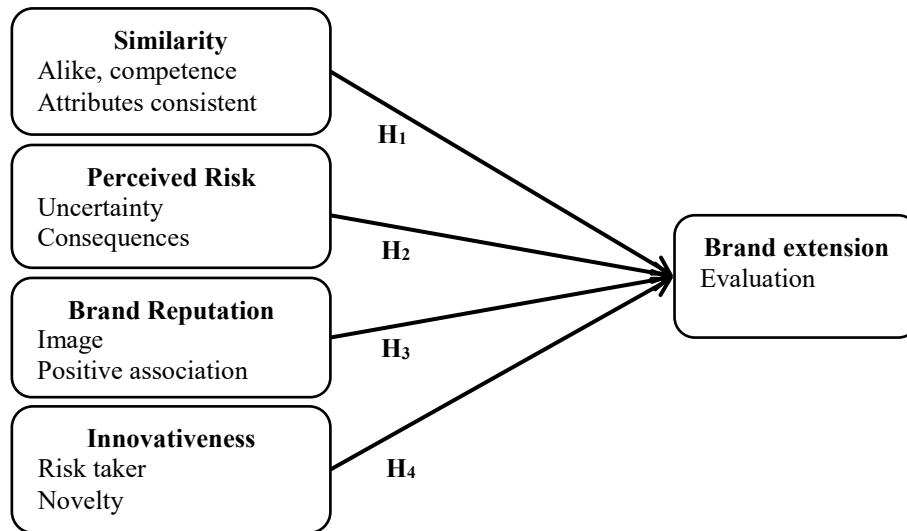 Similarity
Alike, competence
Attributes consistent
H1
Perceived Risk
Uncertainty
Consequences
H2
Brand Reputation
Image
Positive association
H3
Innovativeness
Risk taker
Novelty
H4
Brand extension
Evaluation